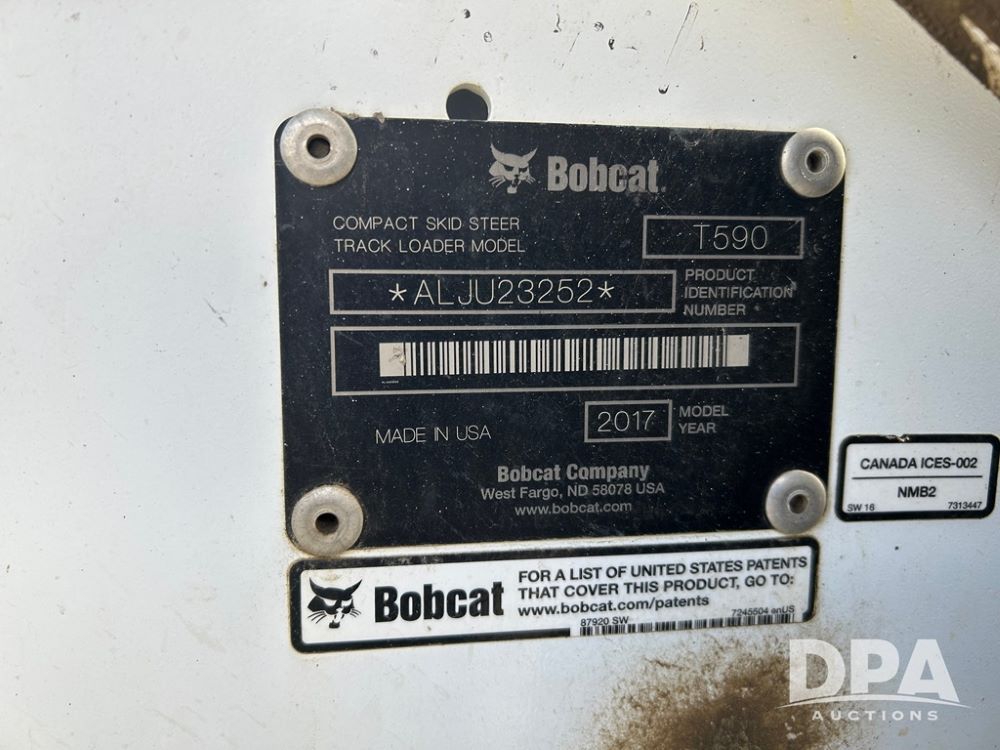 Bobcat
COMPACT SKID STEER
TRACK LOADER MODEL
T590
*ALJU23252*
PRODUCT
IDENTIFICATION
NUMBER
MADE IN USA
2017
MODEL
YEAR
Bobcat Company
West Fargo, ND 58078 USA
www.bobcat.com
CANADA ICES-002
NMB2
SW 16 7313447
Bobcat
FOR A LIST OF UNITED STATES PATENTS
THAT COVER THIS PRODUCT, GO TO:
www.bobcat.com/patents
87920 SW 7245504 enUS
DPA
AUCTIONS